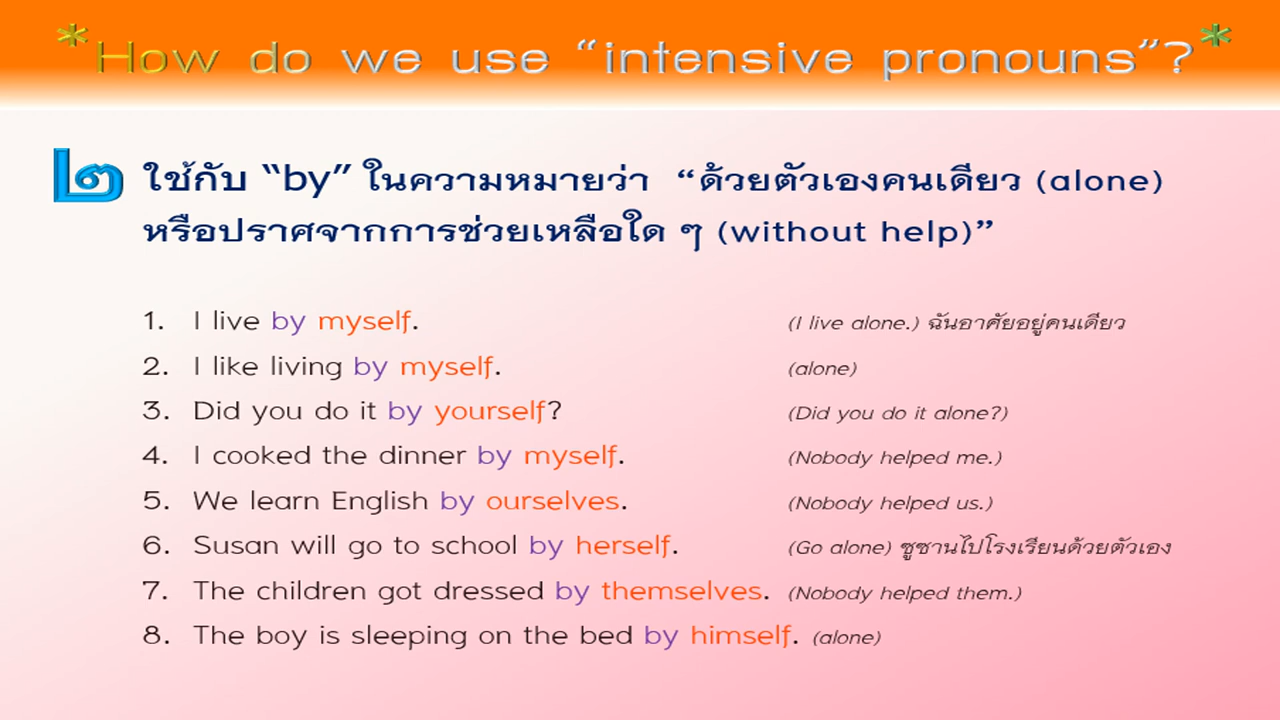 *How do we use “intensive pronouns”?*
๒ ใช้กับ “by” ในความหมายว่า “ด้วยตัวเองคนเดียว (alone)
หรือปราศจากการช่วยเหลือใด ๆ (without help)”
1. I live by myself. (I live alone.) ฉันอาศัยอยู่คนเดียว
2. I like living by myself. (alone)
3. Did you do it by yourself? (Did you do it alone?)
4. I cooked the dinner by myself. (Nobody helped me.)
5. We learn English by ourselves. (Nobody helped us.)
6. Susan will go to school by herself. (Go alone) ซูซานไปโรงเรียนด้วยตัวเอง
7. The children got dressed by themselves. (Nobody helped them.)
8. The boy is sleeping on the bed by himself. (alone)